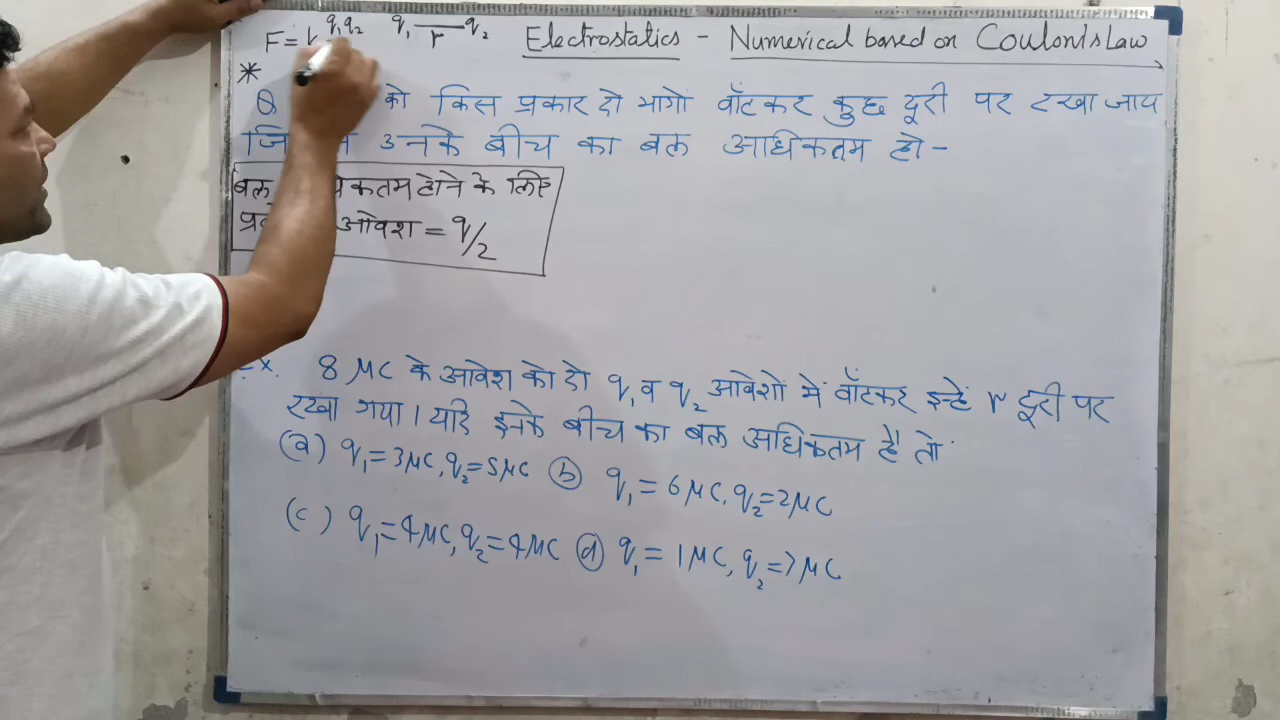 F = k q₁q₂ q₁ — r — q₂ Electrostatics - Numerical based on Coulomb's Law
*
Q को किस प्रकार दो भागो बाँटकर कुछ दूरी पर रखा जाय
उनके बीच का बल अधिकतम हो -
बल होने के लिए
आवेश = q/2
Ex. 8 μC के आवेश को दो q₁ व q₂ आवेशो में बाँटकर इन्हें r दूरी पर
रखा गया। यदि इनके बीच का बल अधिकतम है तो
(a) q₁ = 3μC, q₂ = 5μC (b) q₁ = 6μC, q₂ = 2μC
(c) q₁ = 4μC, q₂ = 4μC (d) q₁ = 1μC, q₂ = 7μC